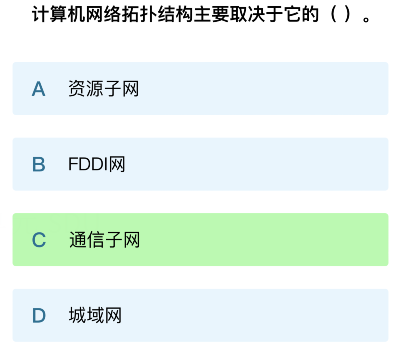 计算机网络拓扑结构主要取决于它的（ ）。
A 资源子网
B FDDI网
C 通信子网
D 城域网